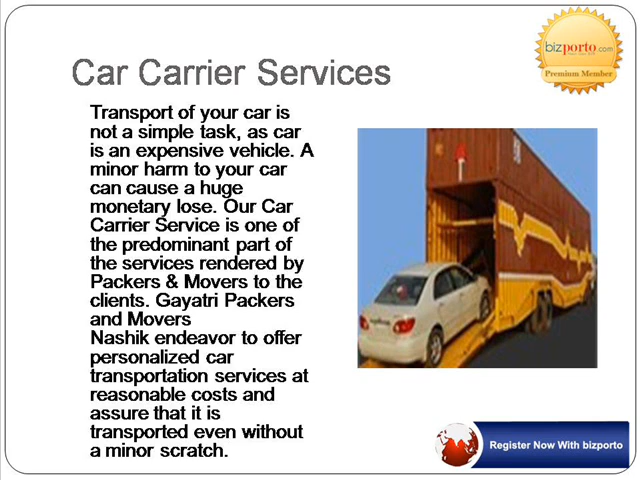 bizporto.com
Premium Member
Car Carrier Services
Transport of your car is
not a simple task, as car
is an expensive vehicle. A
minor harm to your car
can cause a huge
monetary lose. Our Car
Carrier Service is one of
the predominant part of
the services rendered by
Packers & Movers to the
clients. Gayatri Packers
and Movers
Nashik endeavor to offer
personalized car
transportation services at
reasonable costs and
assure that it is
transported even without
a minor scratch.
Register Now With bizporto